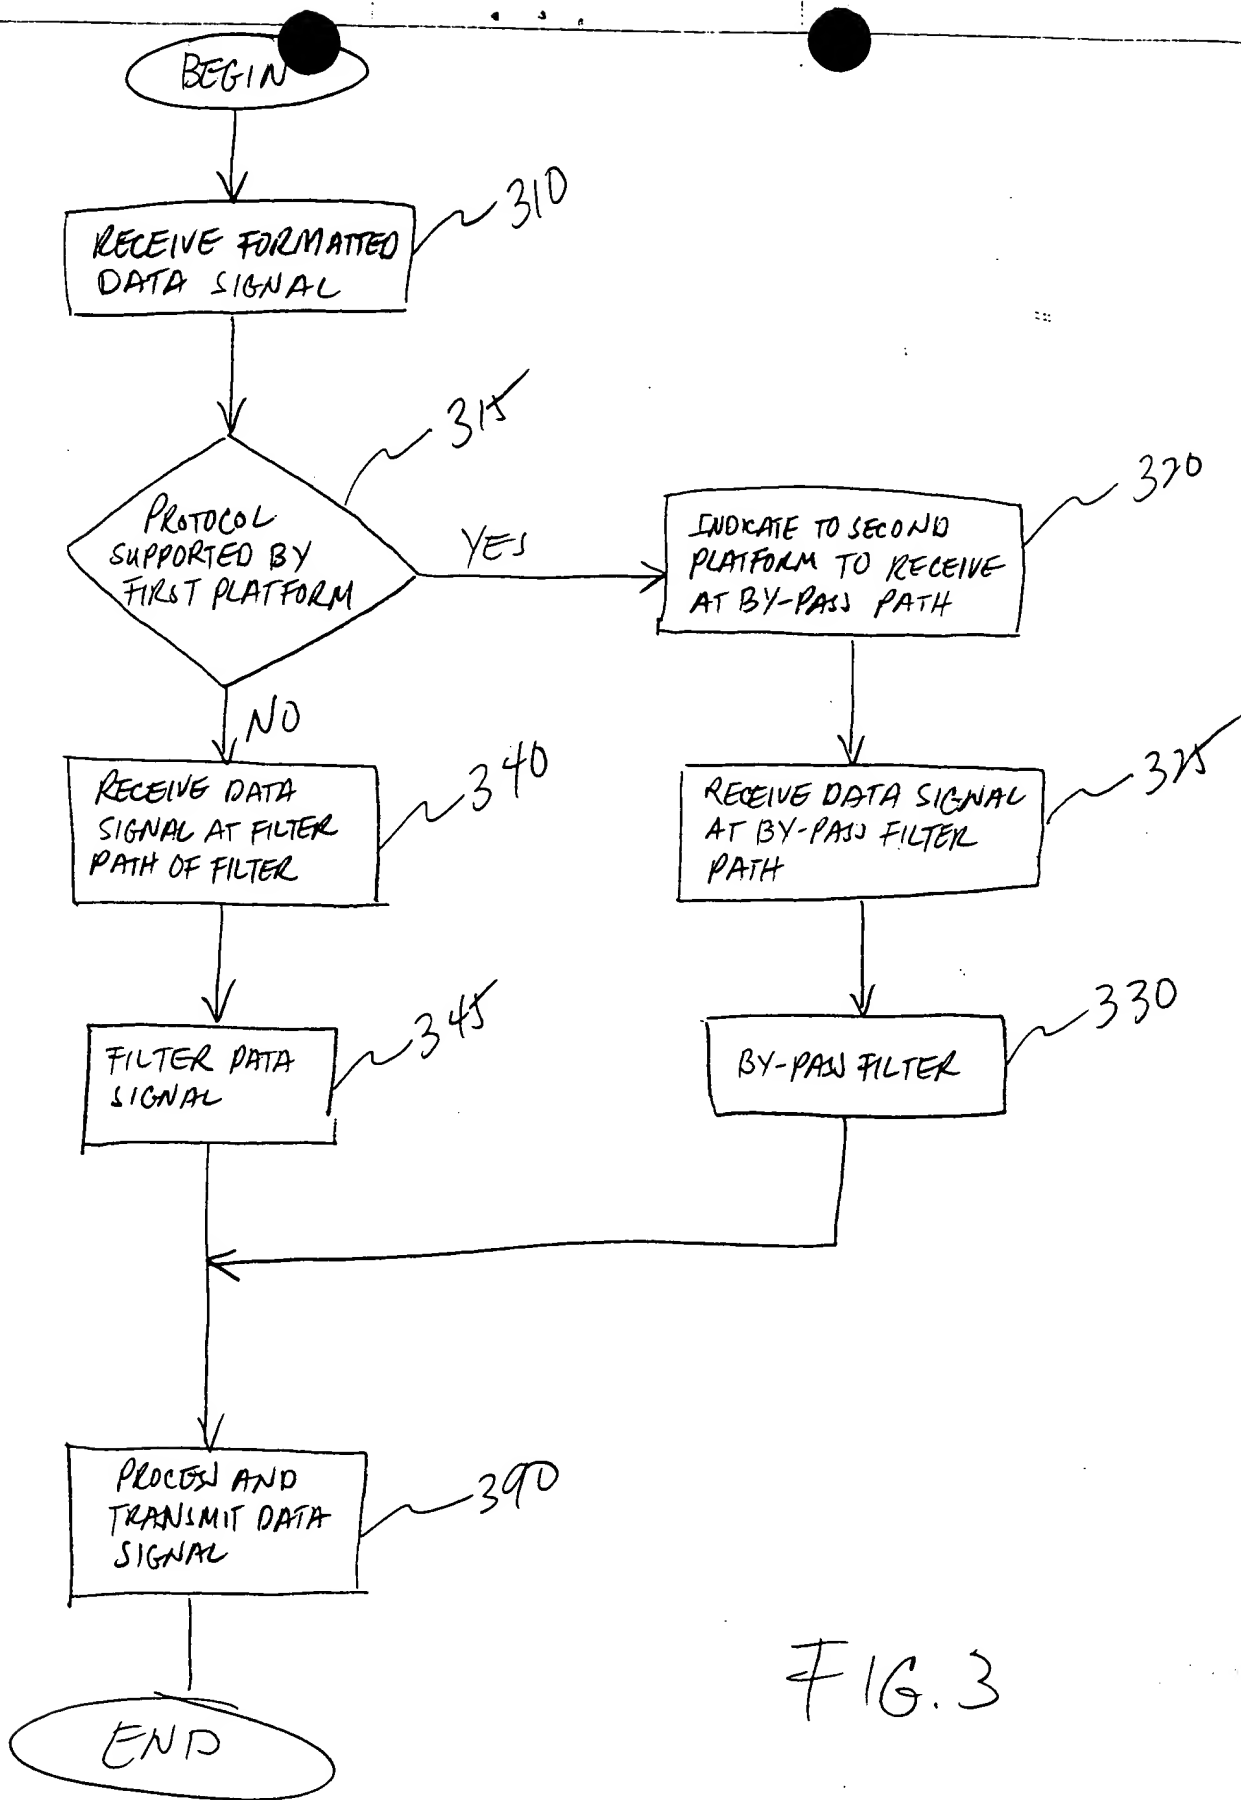 BEGIN
310
RECEIVE FORMATTED
DATA SIGNAL
315
PROTOCOL
SUPPORTED BY
FIRST PLATFORM
YES
320
INDICATE TO SECOND
PLATFORM TO RECEIVE
AT BY-PASS PATH
NO
340
RECEIVE DATA
SIGNAL AT FILTER
PATH OF FILTER
325
RECEIVE DATA SIGNAL
AT BY-PASS FILTER
PATH
345
FILTER DATA
SIGNAL
330
BY-PASS FILTER
390
PROCESS AND
TRANSMIT DATA
SIGNAL
END
FIG. 3